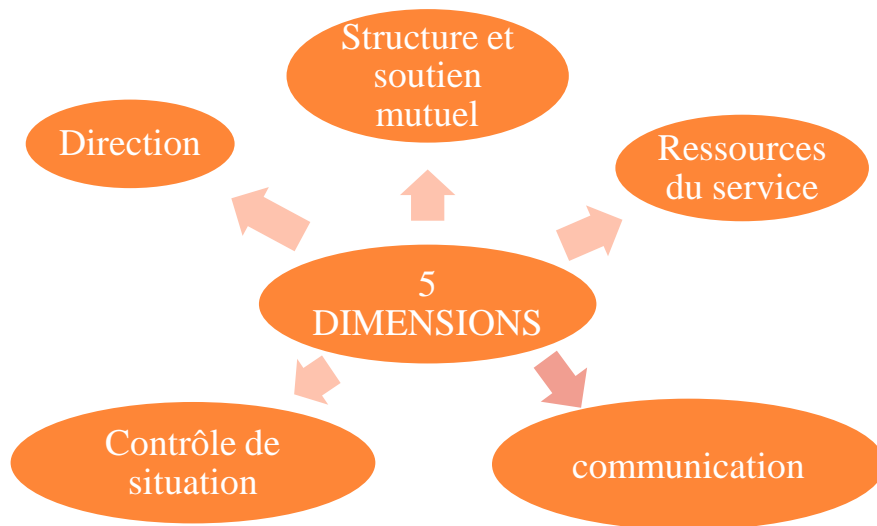 Structure et
soutien
mutuel
Direction
Ressources
du service
5
DIMENSIONS
Contrôle de
situation
communication